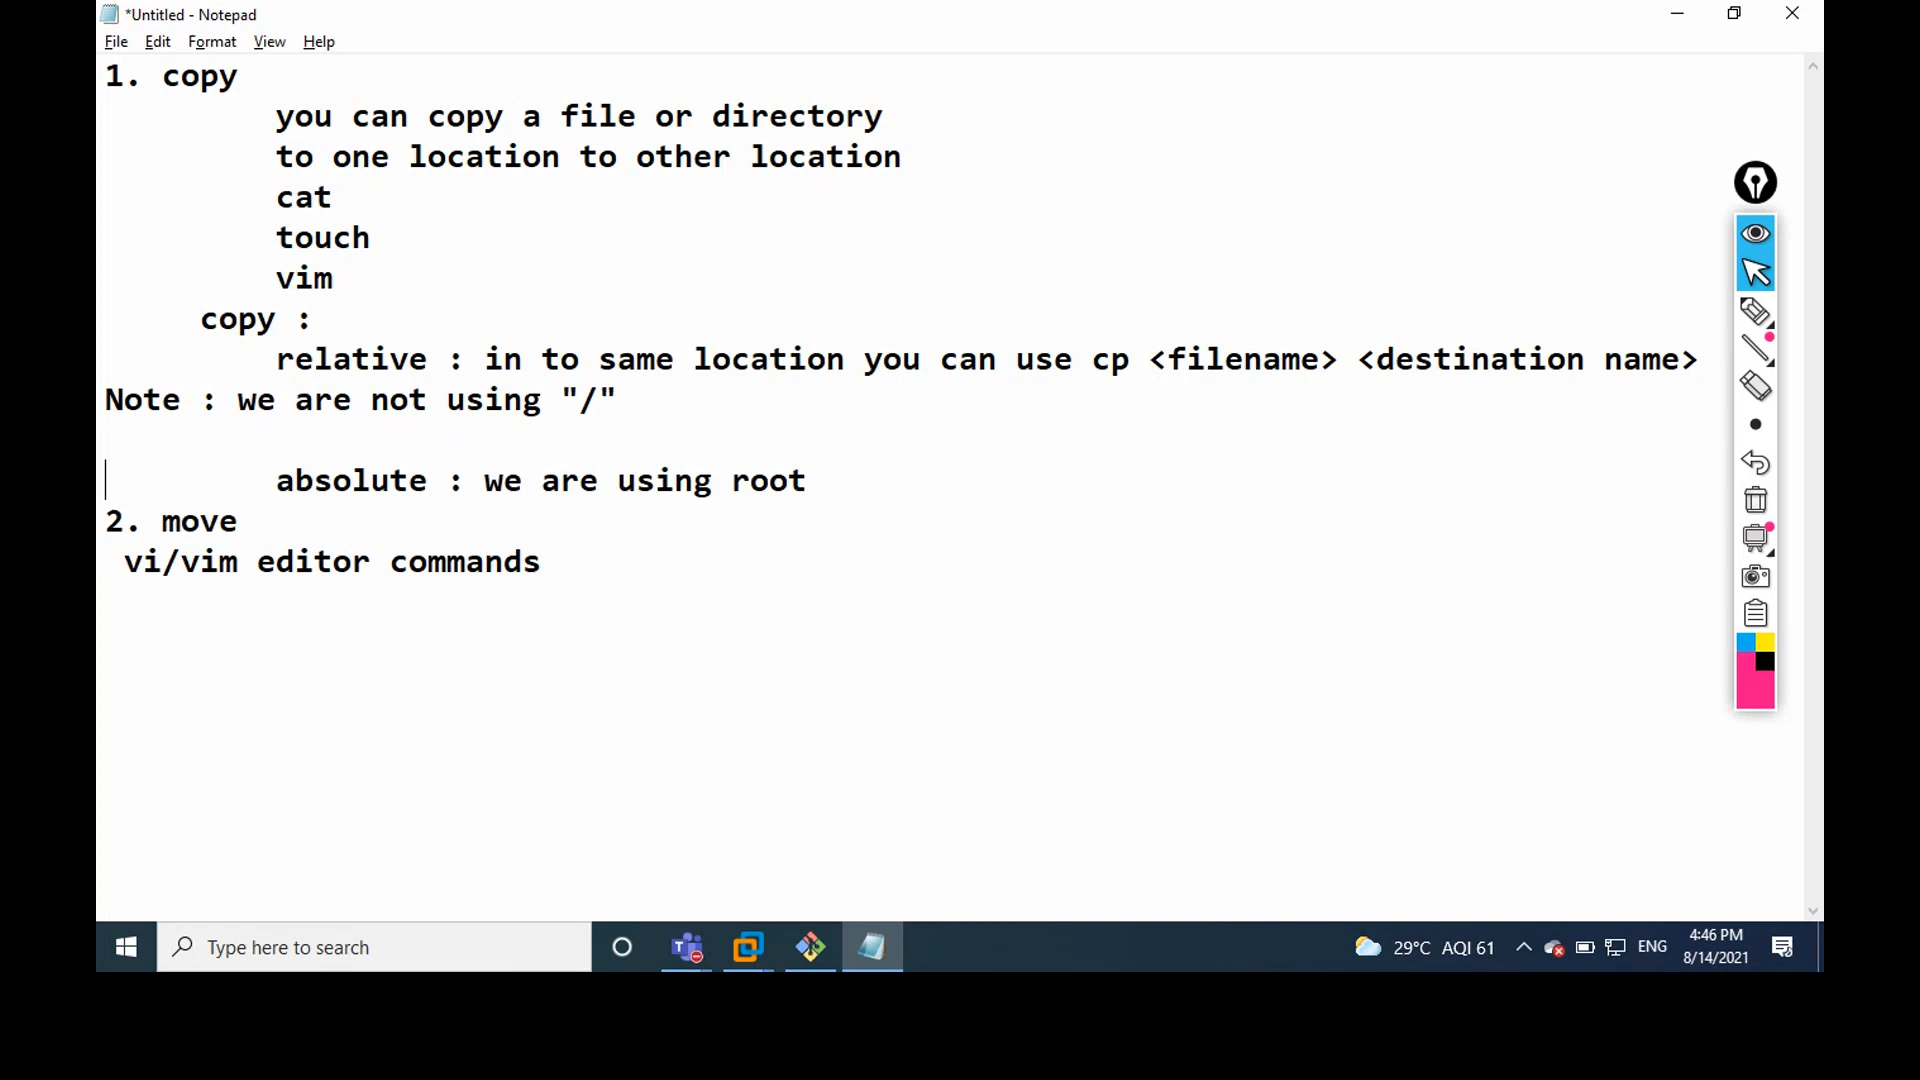 *Untitled - Notepad
File Edit Format View Help
1. copy
you can copy a file or directory
to one location to other location
cat
touch
vim
copy :
relative : in to same location you can use cp <filename> <destination name>
Note : we are not using "/"
absolute : we are using root
2. move
vi/vim editor commands
Type here to search
29°C AQI 61
ENG
4:46 PM
8/14/2021